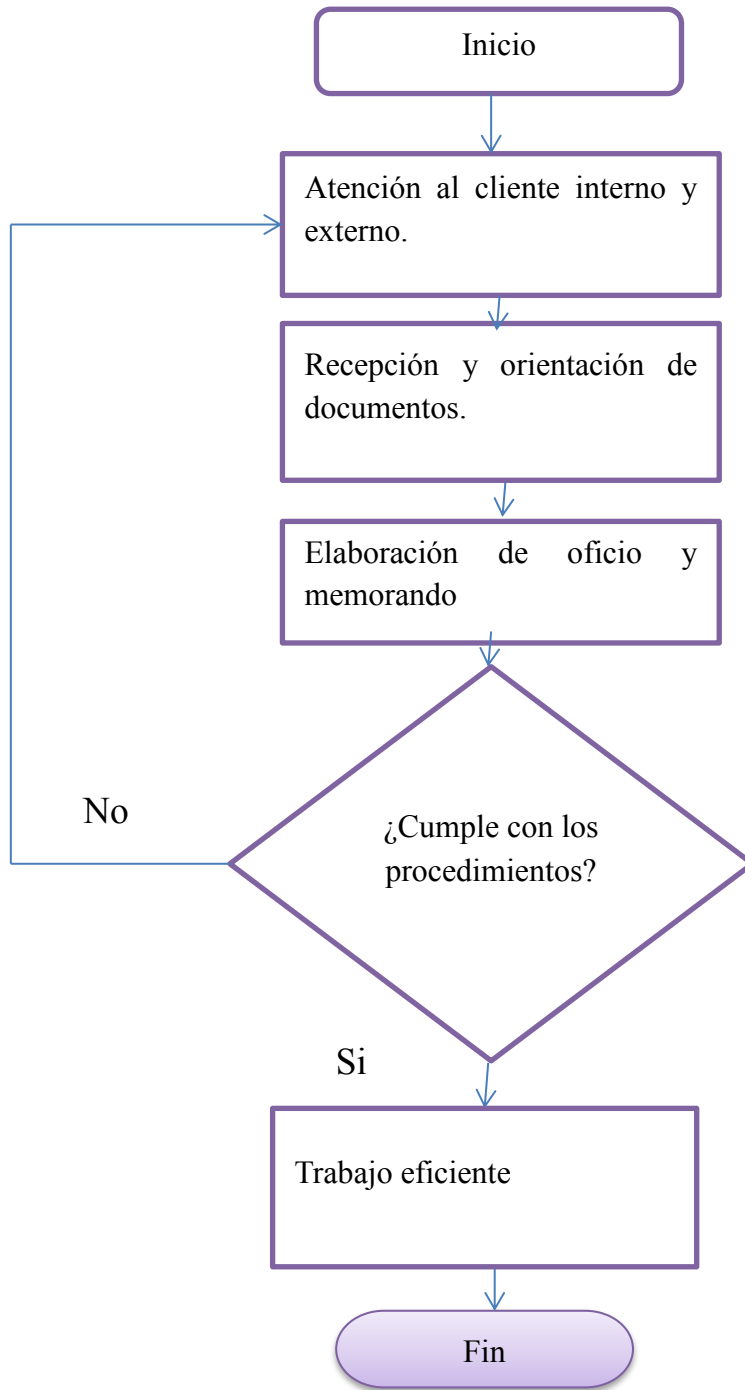 Inicio
Atención al cliente interno y
externo.
Recepción y orientación de
documentos.
Elaboración de oficio y
memorando
No
¿Cumple con los
procedimientos?
Si
Trabajo eficiente
Fin